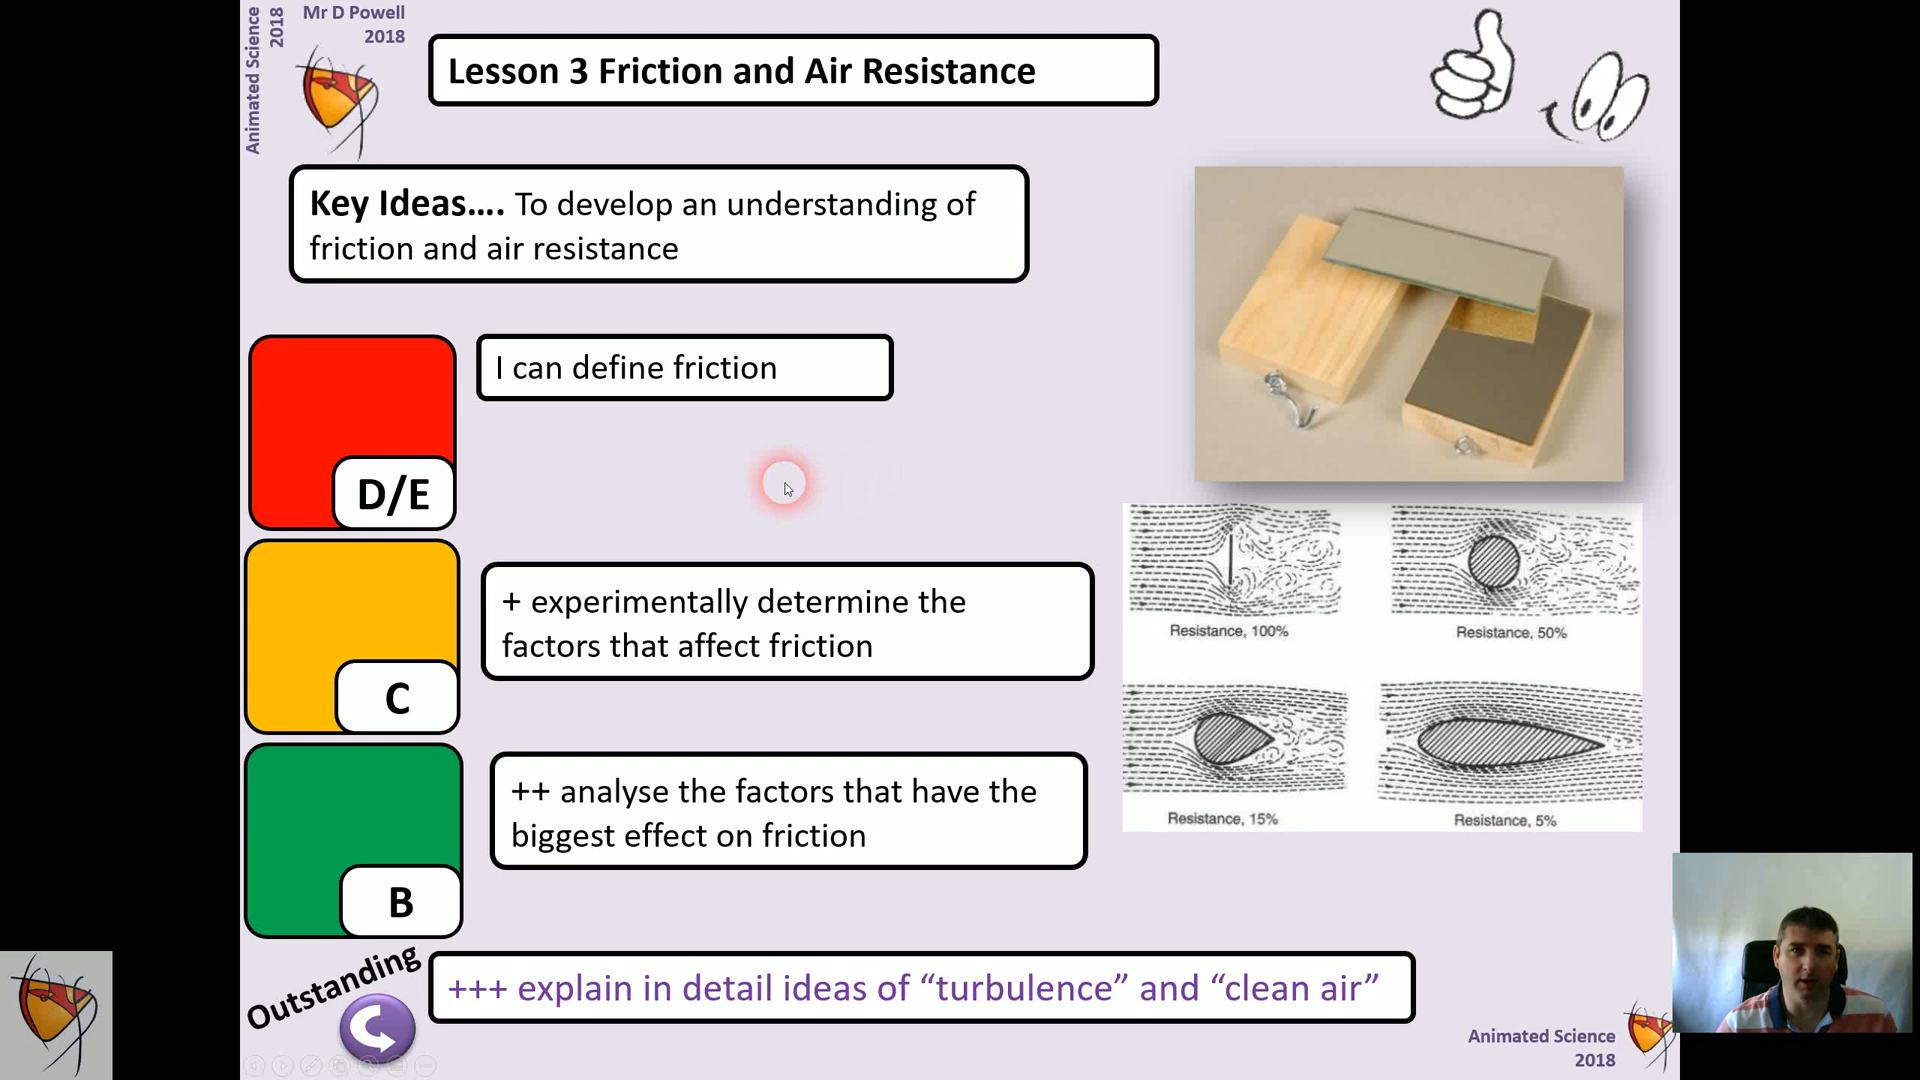 Animated Science
2018
Mr D Powell
2018
Lesson 3 Friction and Air Resistance
Key Ideas.... To develop an understanding of
friction and air resistance
D/E
I can define friction
C
+ experimentally determine the
factors that affect friction
B
++ analyse the factors that have the
biggest effect on friction
Resistance, 100%
Resistance, 50%
Resistance, 15%
Resistance, 5%
Outstanding
+++ explain in detail ideas of “turbulence” and “clean air”
Animated Science
2018